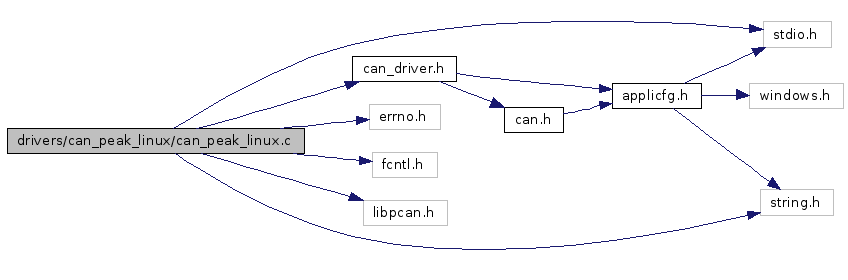 stdio.h
can_driver.h
applicfg.h
windows.h
errno.h
can.h
drivers/can_peak_linux/can_peak_linux.c
fcntl.h
libpcan.h
string.h